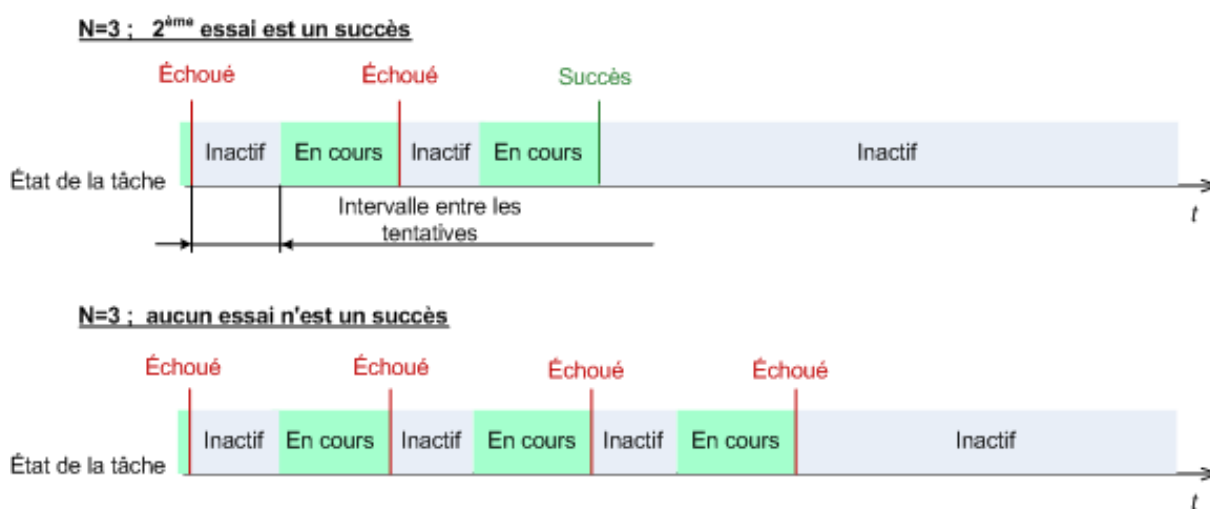 N=3 ; 2ème essai est un succès
Échoué Échoué Succès
Inactif En cours Inactif En cours Inactif
État de la tâche
t
Intervalle entre les
tentatives
N=3 ; aucun essai n'est un succès
Échoué Échoué Échoué Échoué
Inactif En cours Inactif En cours Inactif En cours Inactif
État de la tâche
t